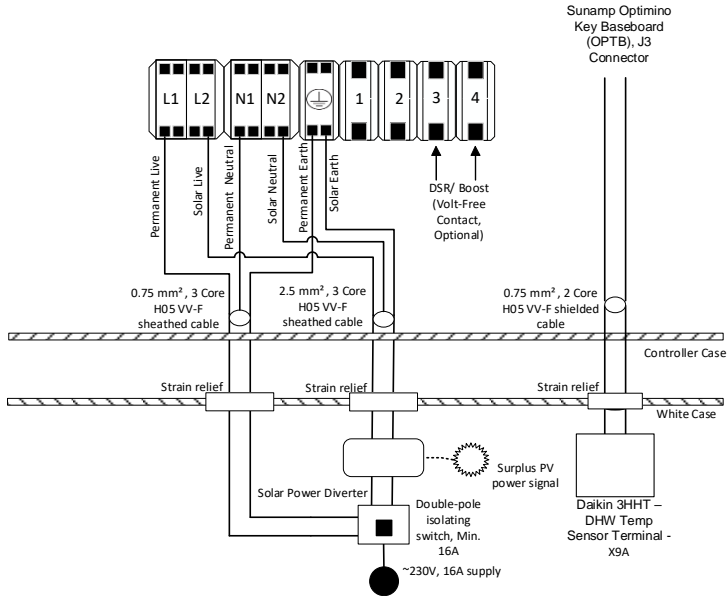 Sunamp Optimino
Key Baseboard
(OPTB), J3
Connector
L1
L2
N1
N2
1
2
3
4
Permanent Live
Solar Live
Permanent Neutral
Solar Neutral
Permanent Earth
Solar Earth
DSR/ Boost
(Volt-Free
Contact,
Optional)
0.75 mm², 3 Core
H05 VV-F
sheathed cable
2.5 mm², 3 Core
H05 VV-F
sheathed cable
0.75 mm², 2 Core
H05 VV-F shielded
cable
Controller Case
Strain relief
Strain relief
Strain relief
White Case
Surplus PV
power signal
Solar Power Diverter
Double-pole
isolating
switch, Min.
16A
~230V, 16A supply
Daikin 3HHT –
DHW Temp
Sensor Terminal -
X9A